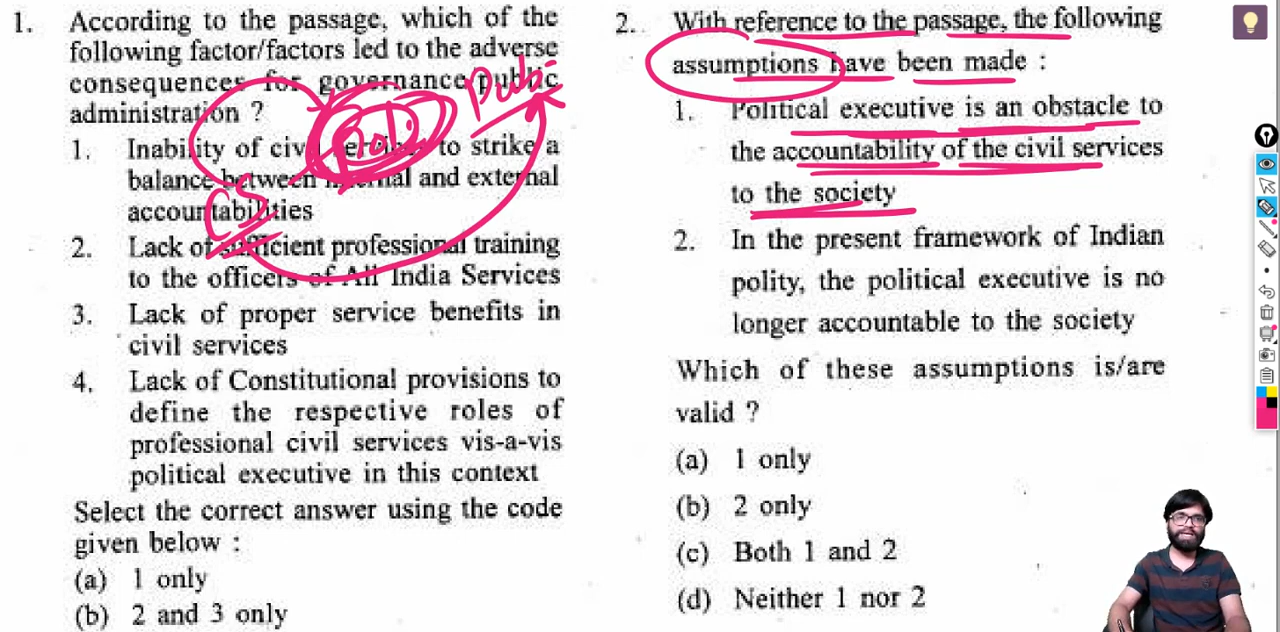 1. According to the passage, which of the
following factor/factors led to the adverse
consequences for governance/public
administration ?
1. Inability of civil to strike a
balance between internal and external
accountabilities
2. Lack of sufficient professional training
to the officers of All India Services
3. Lack of proper service benefits in
civil services
4. Lack of Constitutional provisions to
define the respective roles of
professional civil services vis-a-vis
political executive in this context
Select the correct answer using the code
given below :
(a) 1 only
(b) 2 and 3 only
Pol.
CS
Pub.
2. With reference to the passage, the following
assumptions have been made :
1. Political executive is an obstacle to
the accountability of the civil services
to the society
2. In the present framework of Indian
polity, the political executive is no
longer accountable to the society
Which of these assumptions is/are
valid ?
(a) 1 only
(b) 2 only
(c) Both 1 and 2
(d) Neither 1 nor 2